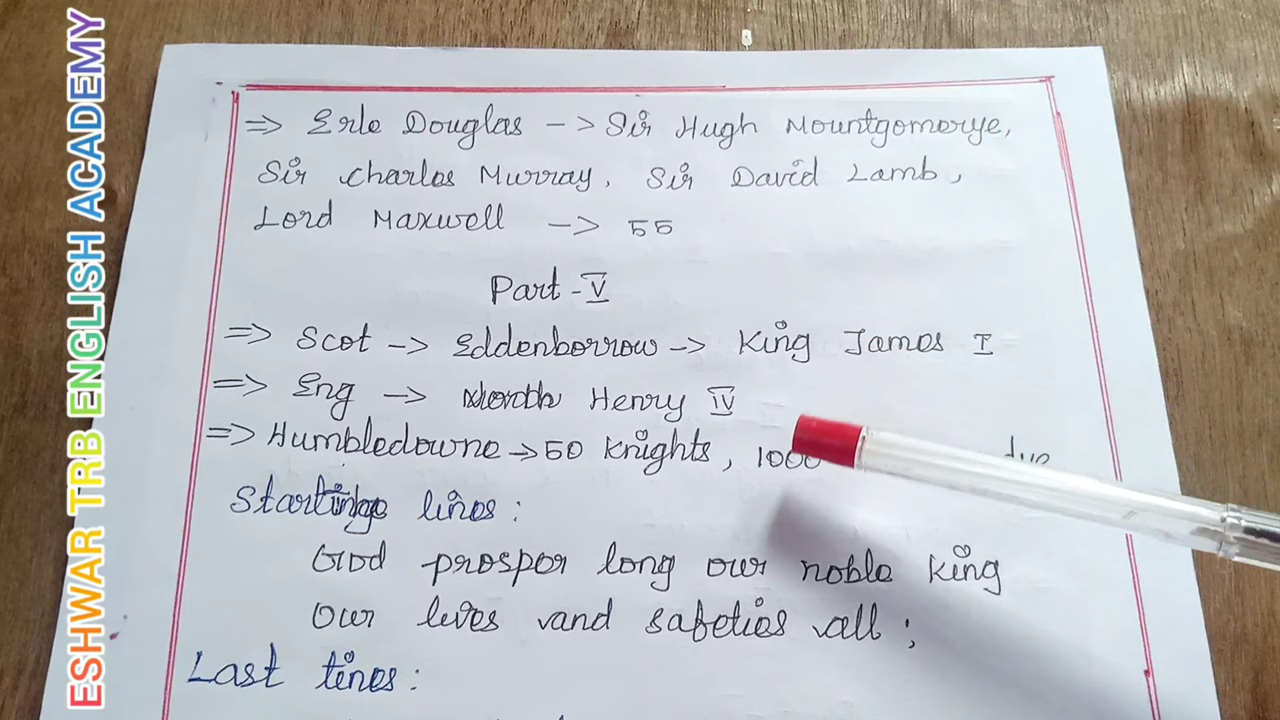 ESHWAR TRB ENGLISH ACADEMY
=> Erle Douglas -> Sir Hugh Mountgomerye,
Sir Charles Murray, Sir David Lamb,
Lord Maxwell -> 55
Part - V
=> Scot -> Eddenborrow -> King James I
=> Eng -> Henry IV
=> Humbledowne -> 50 Knights, 1000
Starting lines:
God prosper long our noble king
Our lives and safeties all;
Last lines: